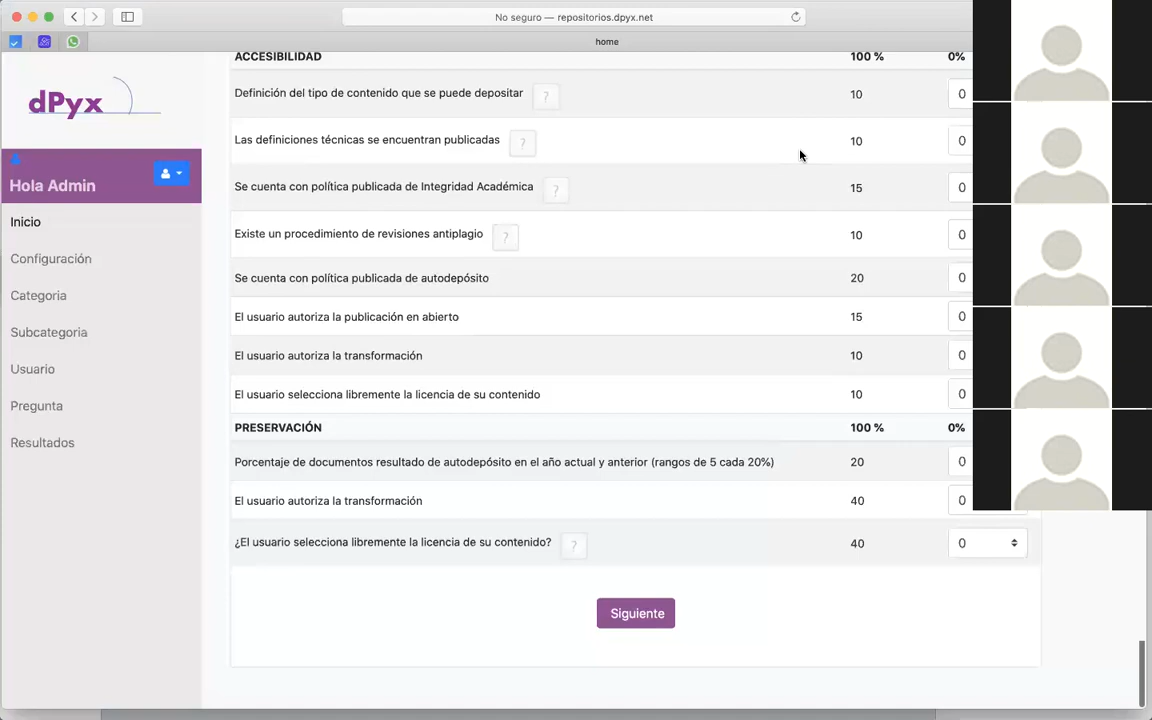 No seguro — repositorios.dpyx.net
home
dPyx
Hola Admin
Inicio
Configuración
Categoria
Subcategoria
Usuario
Pregunta
Resultados
ACCESIBILIDAD 100 % 0%
Definición del tipo de contenido que se puede depositar ? 10 0
Las definiciones técnicas se encuentran publicadas ? 10 0
Se cuenta con política publicada de Integridad Académica ? 15 0
Existe un procedimiento de revisiones antiplagio ? 10 0
Se cuenta con política publicada de autodepósito 20 0
El usuario autoriza la publicación en abierto 15 0
El usuario autoriza la transformación 10 0
El usuario selecciona libremente la licencia de su contenido 10 0
PRESERVACIÓN 100 % 0%
Porcentaje de documentos resultado de autodepósito en el año actual y anterior (rangos de 5 cada 20%) 20 0
El usuario autoriza la transformación 40 0
¿El usuario selecciona libremente la licencia de su contenido? ? 40 0
Siguiente